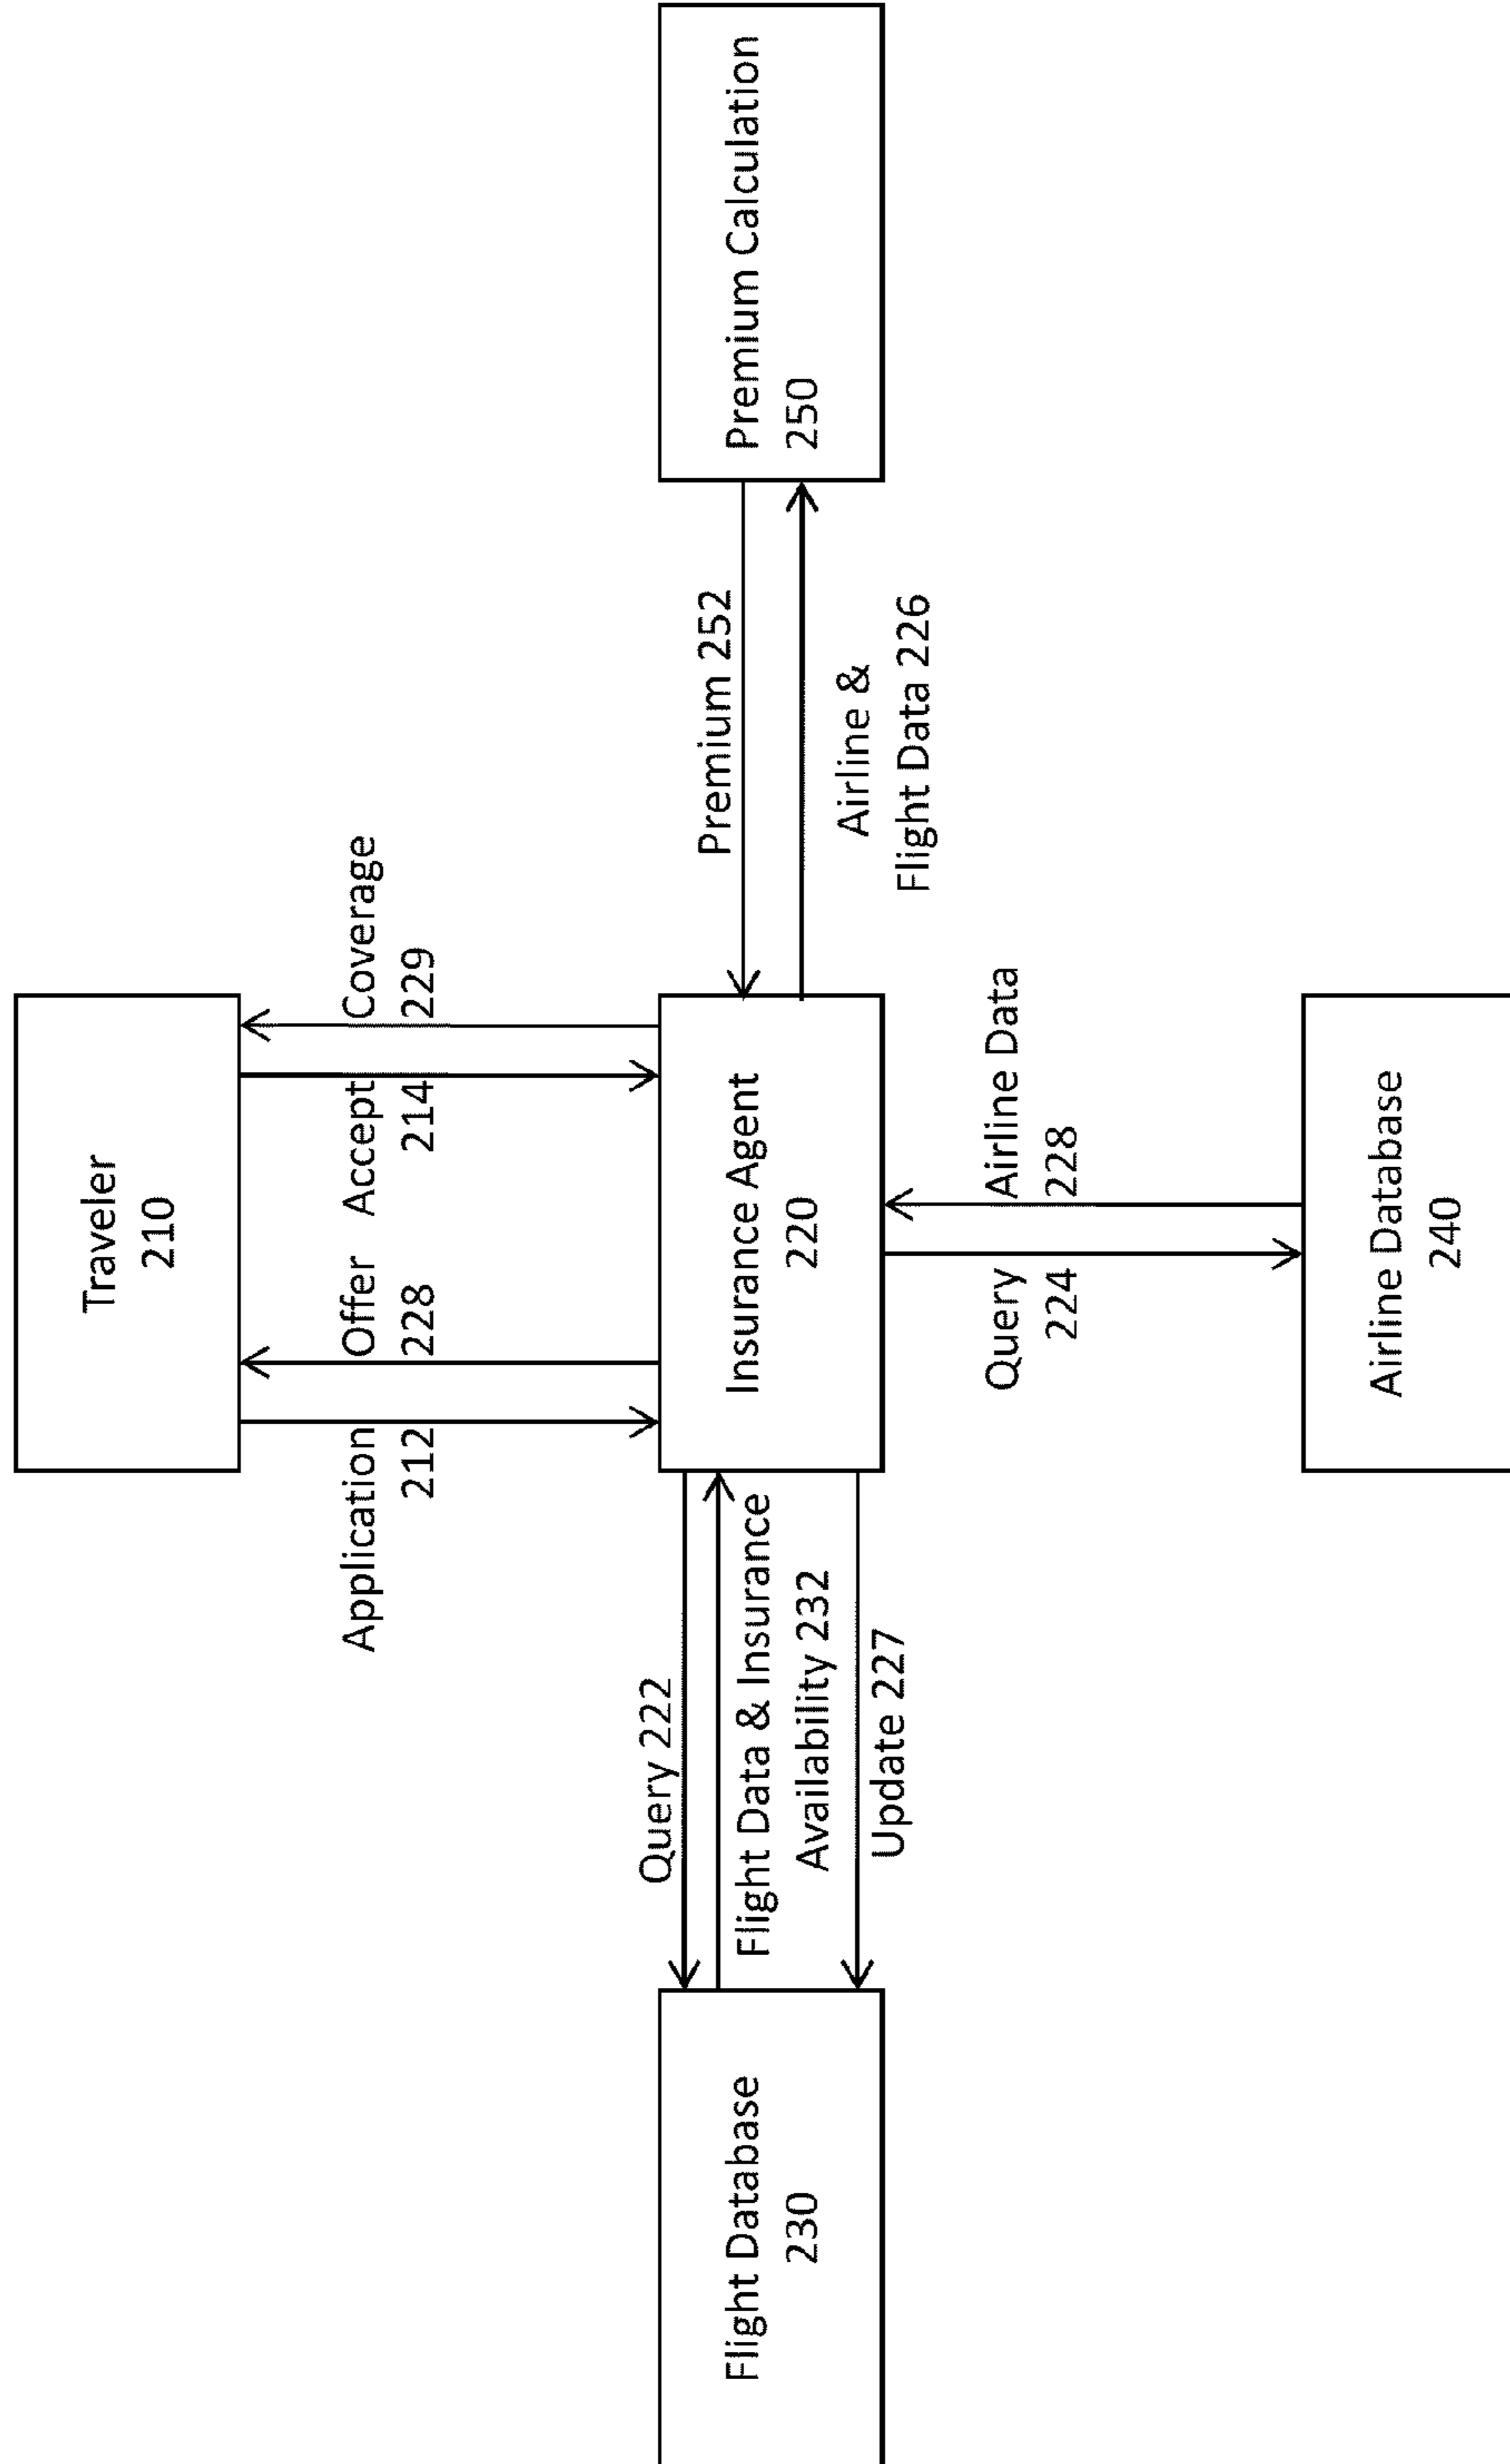 Traveler
210
Application
212
Offer
228
Accept
214
Coverage
229
Flight Database
230
Query 222
Flight Data & Insurance
Availability 232
Update 227
Insurance Agent
220
Premium 252
Airline &
Flight Data 226
Premium Calculation
250
Query
224
Airline Data
228
Airline Database
240